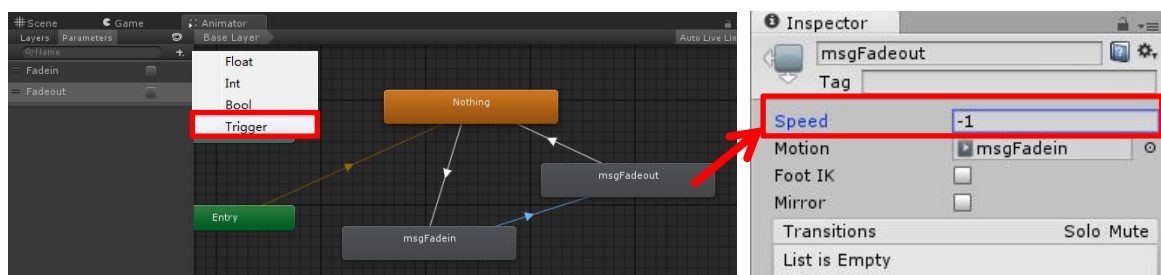 Scene Game Animator
Layers Parameters Base Layer Auto Live Lin
Name
Fadein
Fadeout
Float
Int
Bool
Trigger
Nothing
msgFadeout
Entry
msgFadein
Inspector
msgFadeout
Tag
Speed -1
Motion msgFadein
Foot IK
Mirror
Transitions Solo Mute
List is Empty